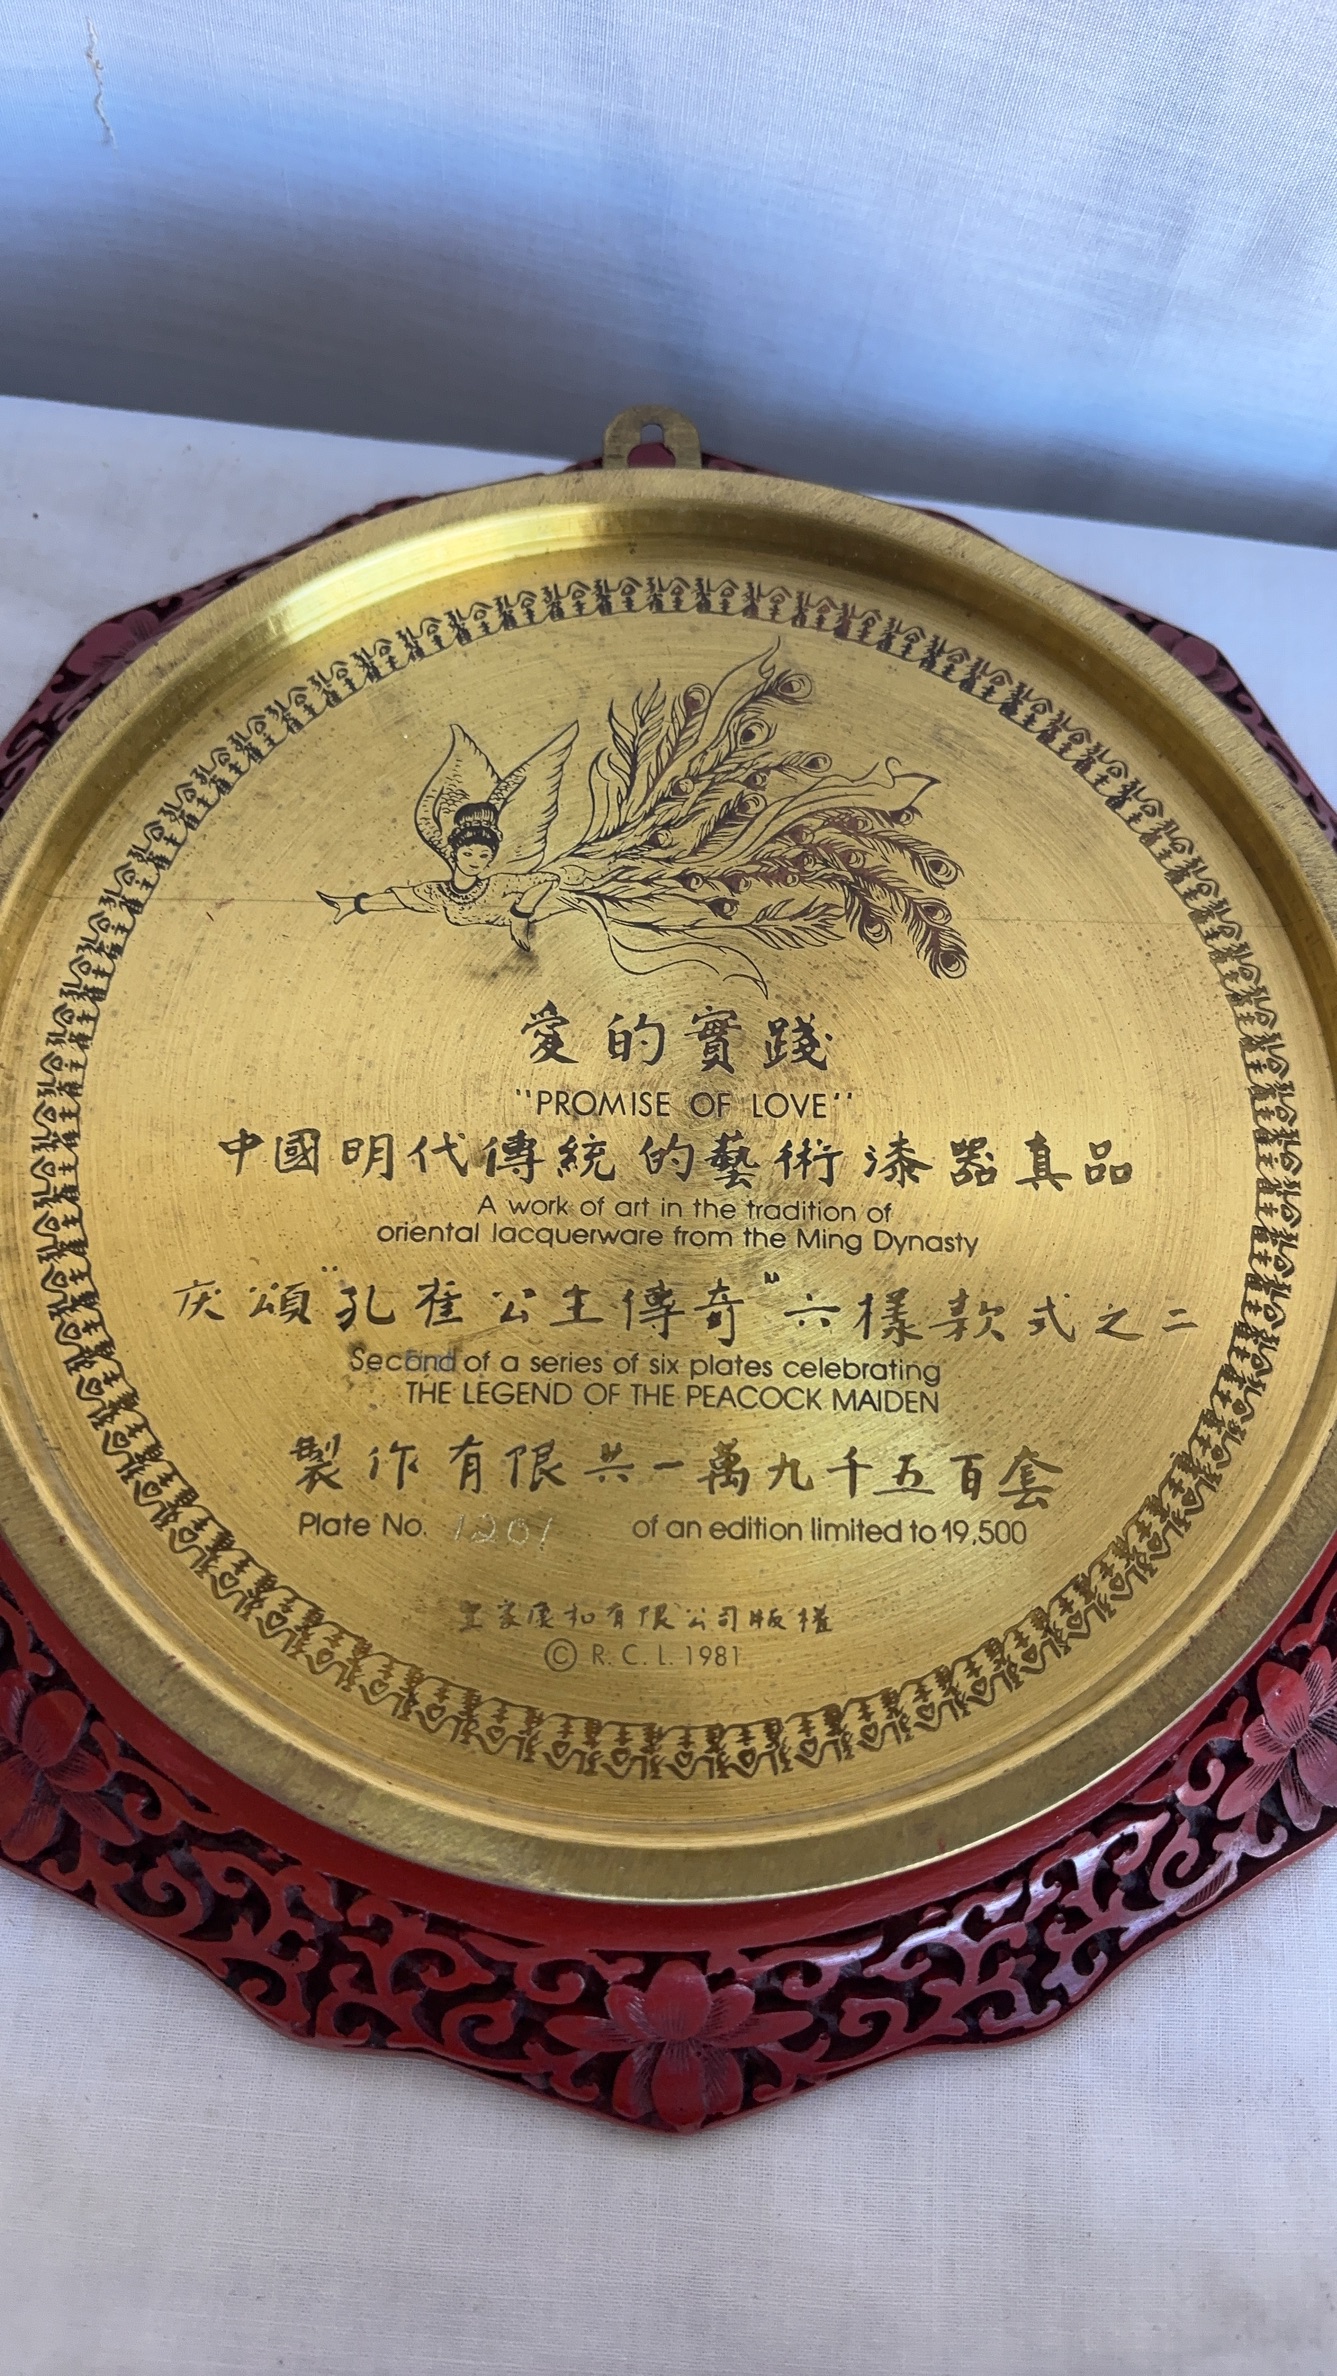 愛的實踐
"PROMISE OF LOVE"
中國明代傳統的藝術漆器真品
A work of art in the tradition of
oriental lacquerware from the Ming Dynasty
頌"孔雀公主傳奇"六樣款式之二
Second of a series of six plates celebrating
THE LEGEND OF THE PEACOCK MAIDEN
製作有限共一萬九千五百套
Plate No. 1201 of an edition limited to 19,500
皇家 和有限公司版權
© R. C. L. 1981